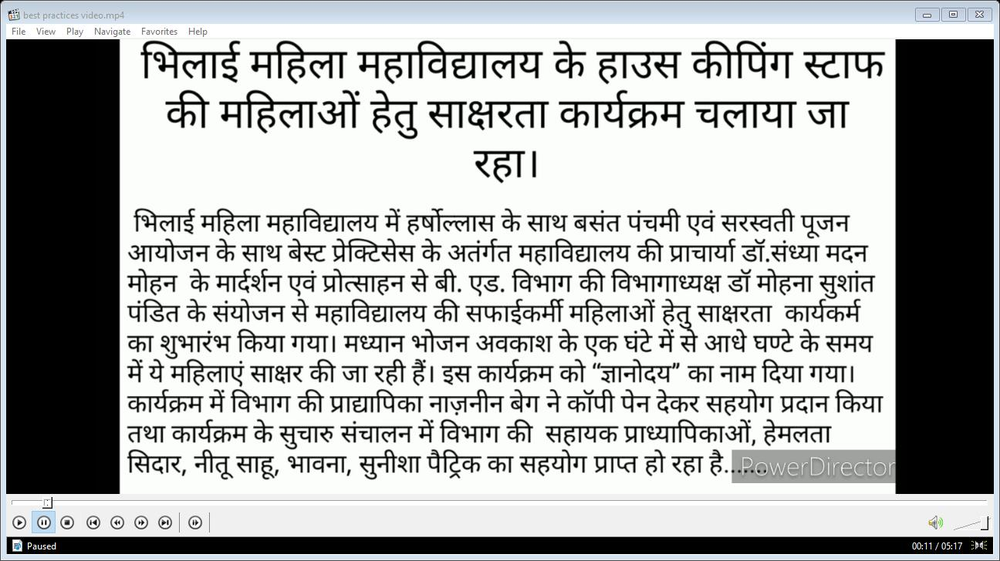 best practices video.mp4
File View Play Navigate Favorites Help
भिलाई महिला महाविद्यालय के हाउस कीपिंग स्टाफ
की महिलाओं हेतु साक्षरता कार्यक्रम चलाया जा
रहा।
भिलाई महिला महाविद्यालय में हर्षोल्लास के साथ बसंत पंचमी एवं सरस्वती पूजन
आयोजन के साथ बेस्ट प्रेक्टिसेस के अतंर्गत महाविद्यालय की प्राचार्या डॉ.संध्या मदन
मोहन के मार्दर्शन एवं प्रोत्साहन से बी. एड. विभाग की विभागाध्यक्ष डॉ मोहना सुशांत
पंडित के संयोजन से महाविद्यालय की सफाईकर्मी महिलाओं हेतु साक्षरता कार्यकर्म
का शुभारंभ किया गया। मध्यान भोजन अवकाश के एक घंटे में से आधे घण्टे के समय
में ये महिलाएं साक्षर की जा रही हैं। इस कार्यक्रम को “ज्ञानोदय” का नाम दिया गया।
कार्यक्रम में विभाग की प्राद्यापिका नाज़नीन बेग ने कॉपी पेन देकर सहयोग प्रदान किया
तथा कार्यक्रम के सुचारु संचालन में विभाग की सहायक प्राध्यापिकाओं, हेमलता
सिदार, नीतू साहू, भावना, सुनीशा पैट्रिक का सहयोग प्राप्त हो रहा है.......
PowerDirector
Paused 00:11 / 05:17